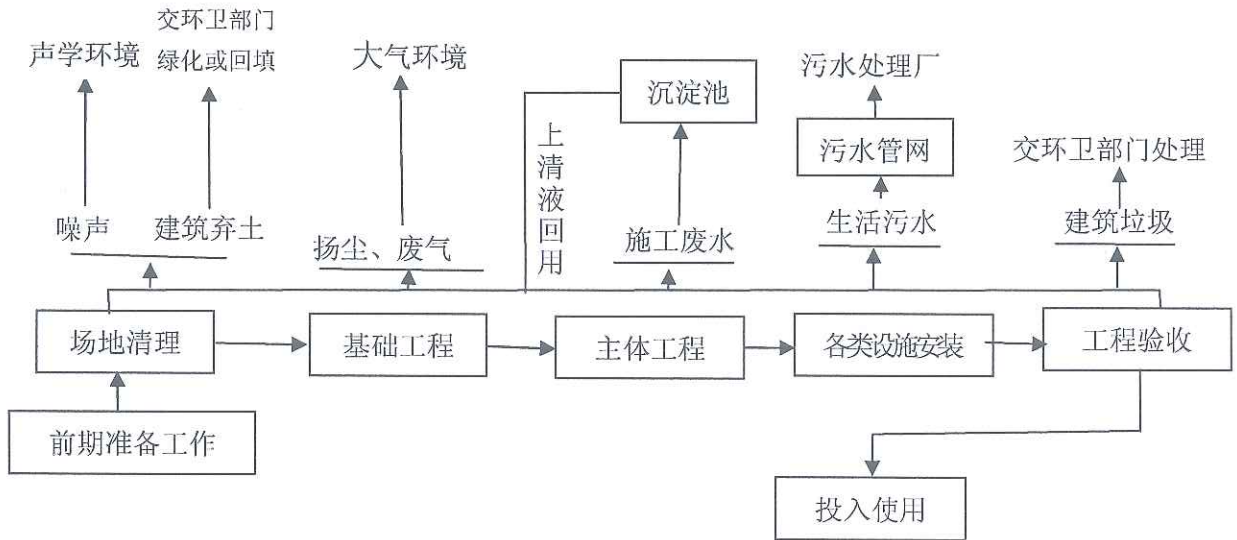 交环卫部门
绿化或回填
声学环境
大气环境
污水处理厂
沉淀池
污水管网
交环卫部门处理
上清液回用
噪声
建筑弃土
扬尘、废气
施工废水
生活污水
建筑垃圾
场地清理
基础工程
主体工程
各类设施安装
工程验收
前期准备工作
投入使用